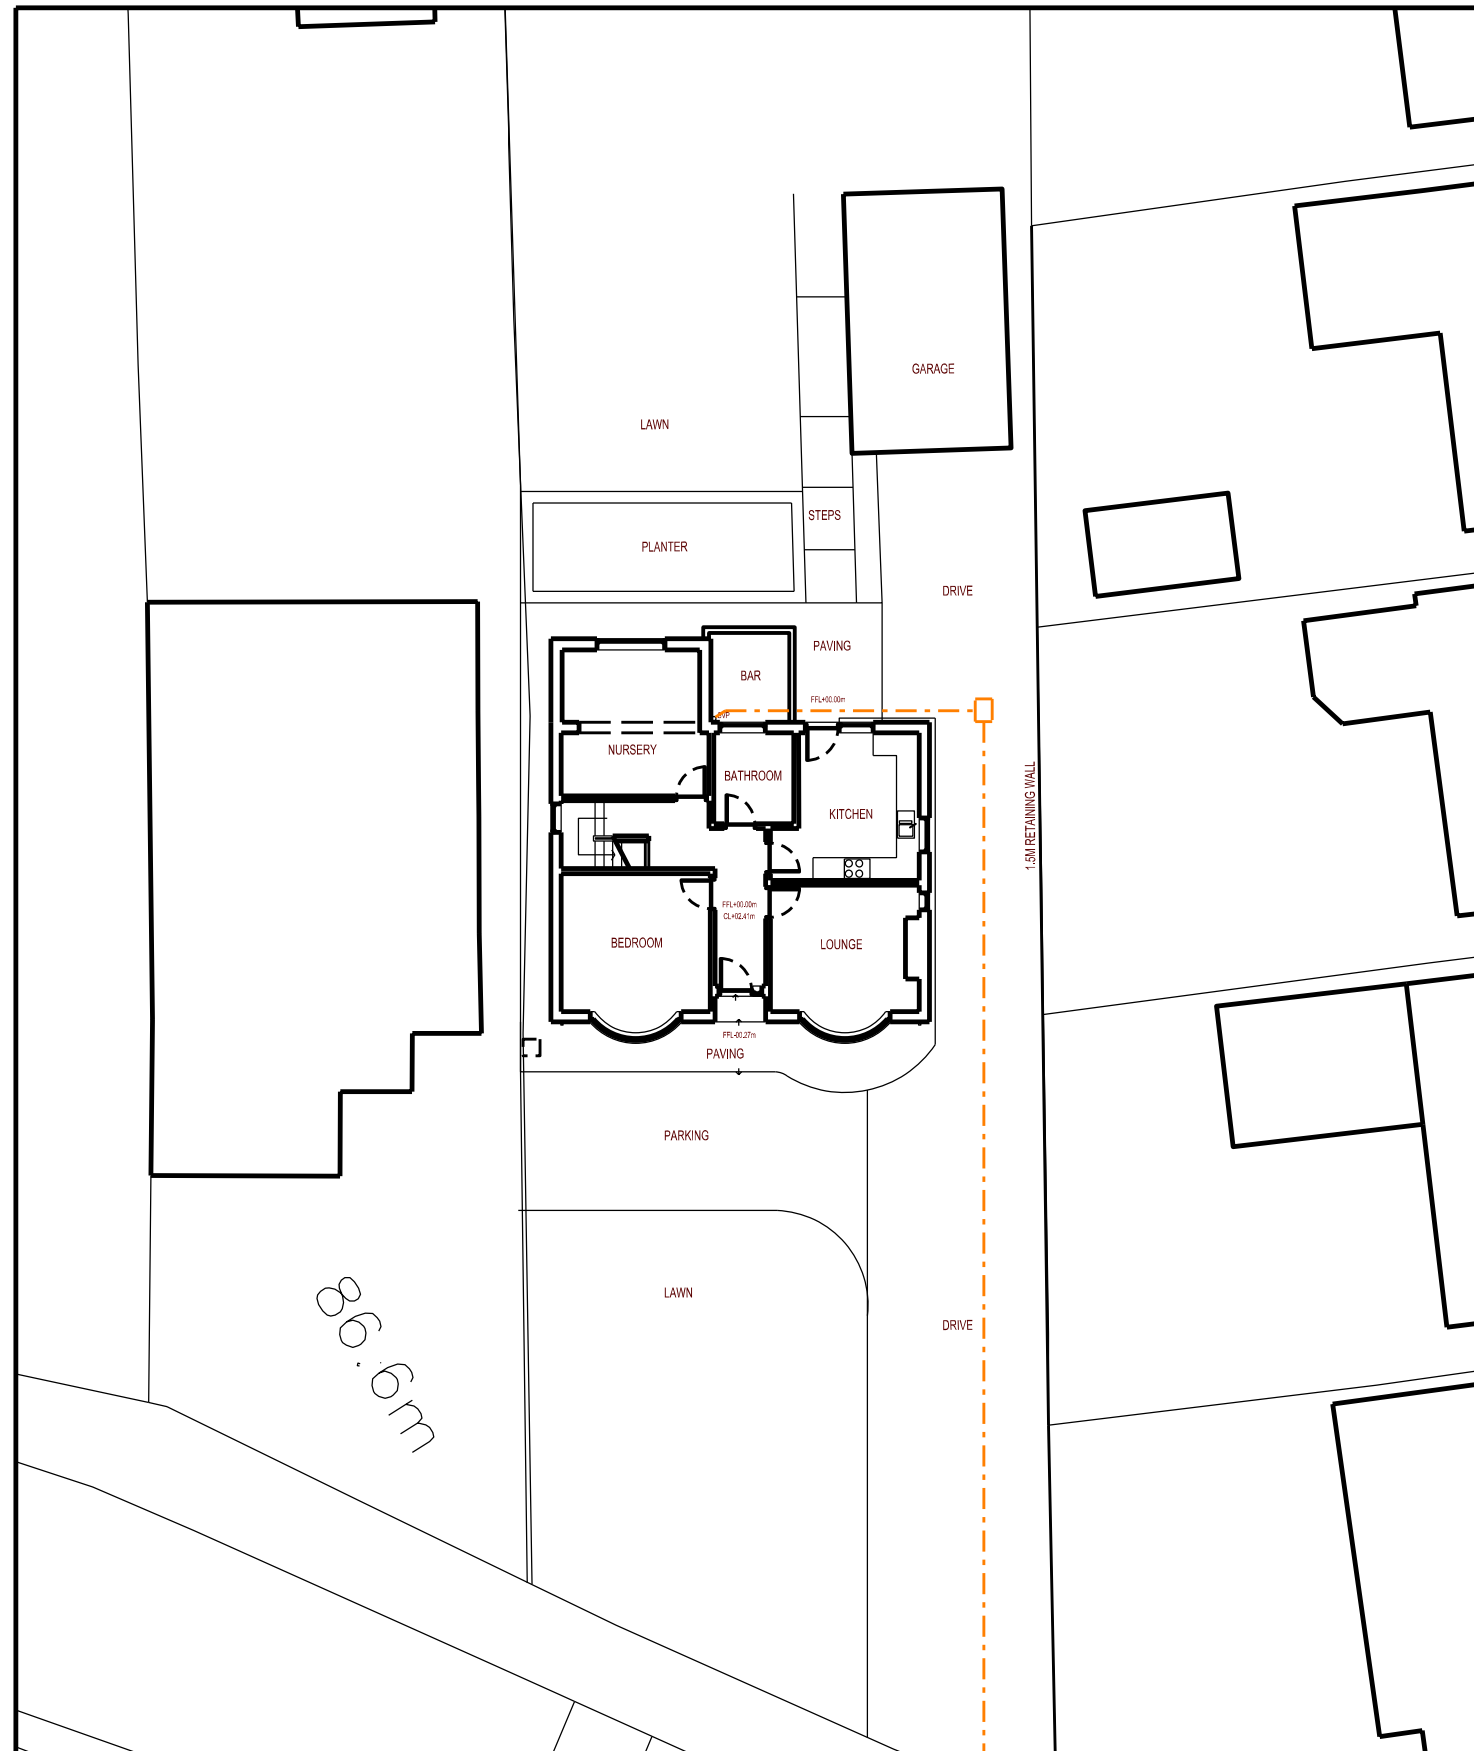 GARAGE
LAWN
STEPS
PLANTER
DRIVE
PAVING
BAR
FFL+00.00m
SVP
NURSERY
BATHROOM
KITCHEN
1.5M RETAINING WALL
FFL+00.00m
CL+02.41m
BEDROOM
LOUNGE
FFL-00.27m
PAVING
PARKING
LAWN
DRIVE
86.6m